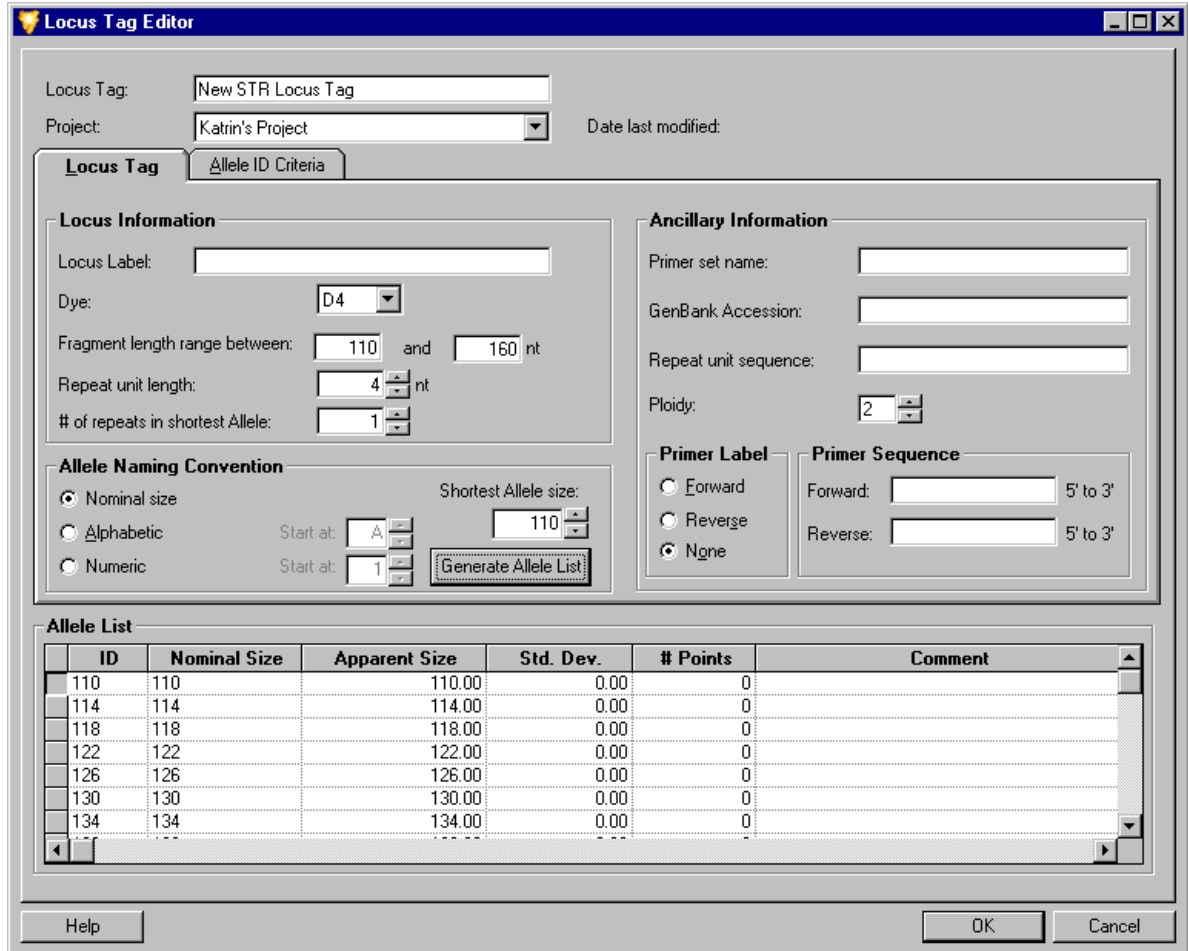 Locus Tag Editor
Locus Tag: New STR Locus Tag
Project: Katrin's Project Date last modified:
Locus Tag Allele ID Criteria
Locus Information
Locus Label:
Dye: D4
Fragment length range between: 110 and 160 nt
Repeat unit length: 4 nt
# of repeats in shortest Allele: 1
Ancillary Information
Primer set name:
GenBank Accession:
Repeat unit sequence:
Ploidy: 2
Allele Naming Convention
Nominal size
Alphabetic Start at: A
Numeric Start at: 1
Shortest Allele size:
110
Generate Allele List
Primer Label
Forward
Reverse
None
Primer Sequence
Forward: 5' to 3'
Reverse: 5' to 3'
Allele List
ID Nominal Size Apparent Size Std. Dev. # Points Comment
110 110 110.00 0.00 0
114 114 114.00 0.00 0
118 118 118.00 0.00 0
122 122 122.00 0.00 0
126 126 126.00 0.00 0
130 130 130.00 0.00 0
134 134 134.00 0.00 0
Help OK Cancel